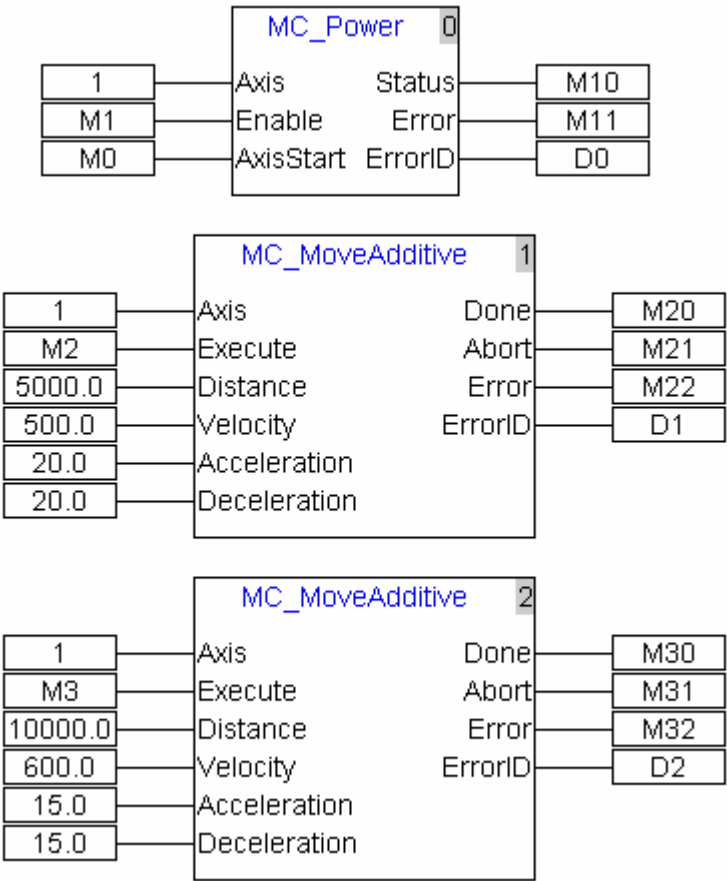 MC_Power 0
1 Axis Status M10
M1 Enable Error M11
M0 AxisStart ErrorID D0
MC_MoveAdditive 1
1 Axis Done M20
M2 Execute Abort M21
5000.0 Distance Error M22
500.0 Velocity ErrorID D1
20.0 Acceleration
20.0 Deceleration
MC_MoveAdditive 2
1 Axis Done M30
M3 Execute Abort M31
10000.0 Distance Error M32
600.0 Velocity ErrorID D2
15.0 Acceleration
15.0 Deceleration